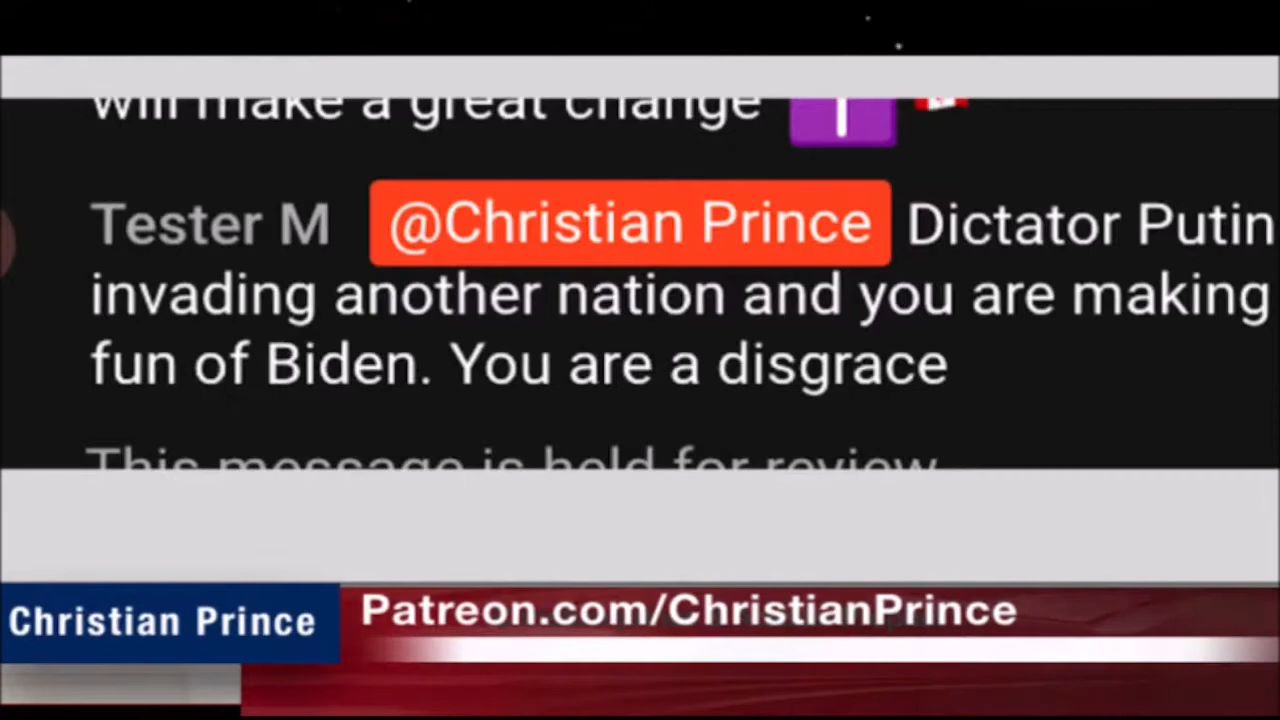 will make a great change
Tester M @Christian Prince Dictator Putin
invading another nation and you are making
fun of Biden. You are a disgrace
This message is held for review
Christian Prince
Patreon.com/ChristianPrince